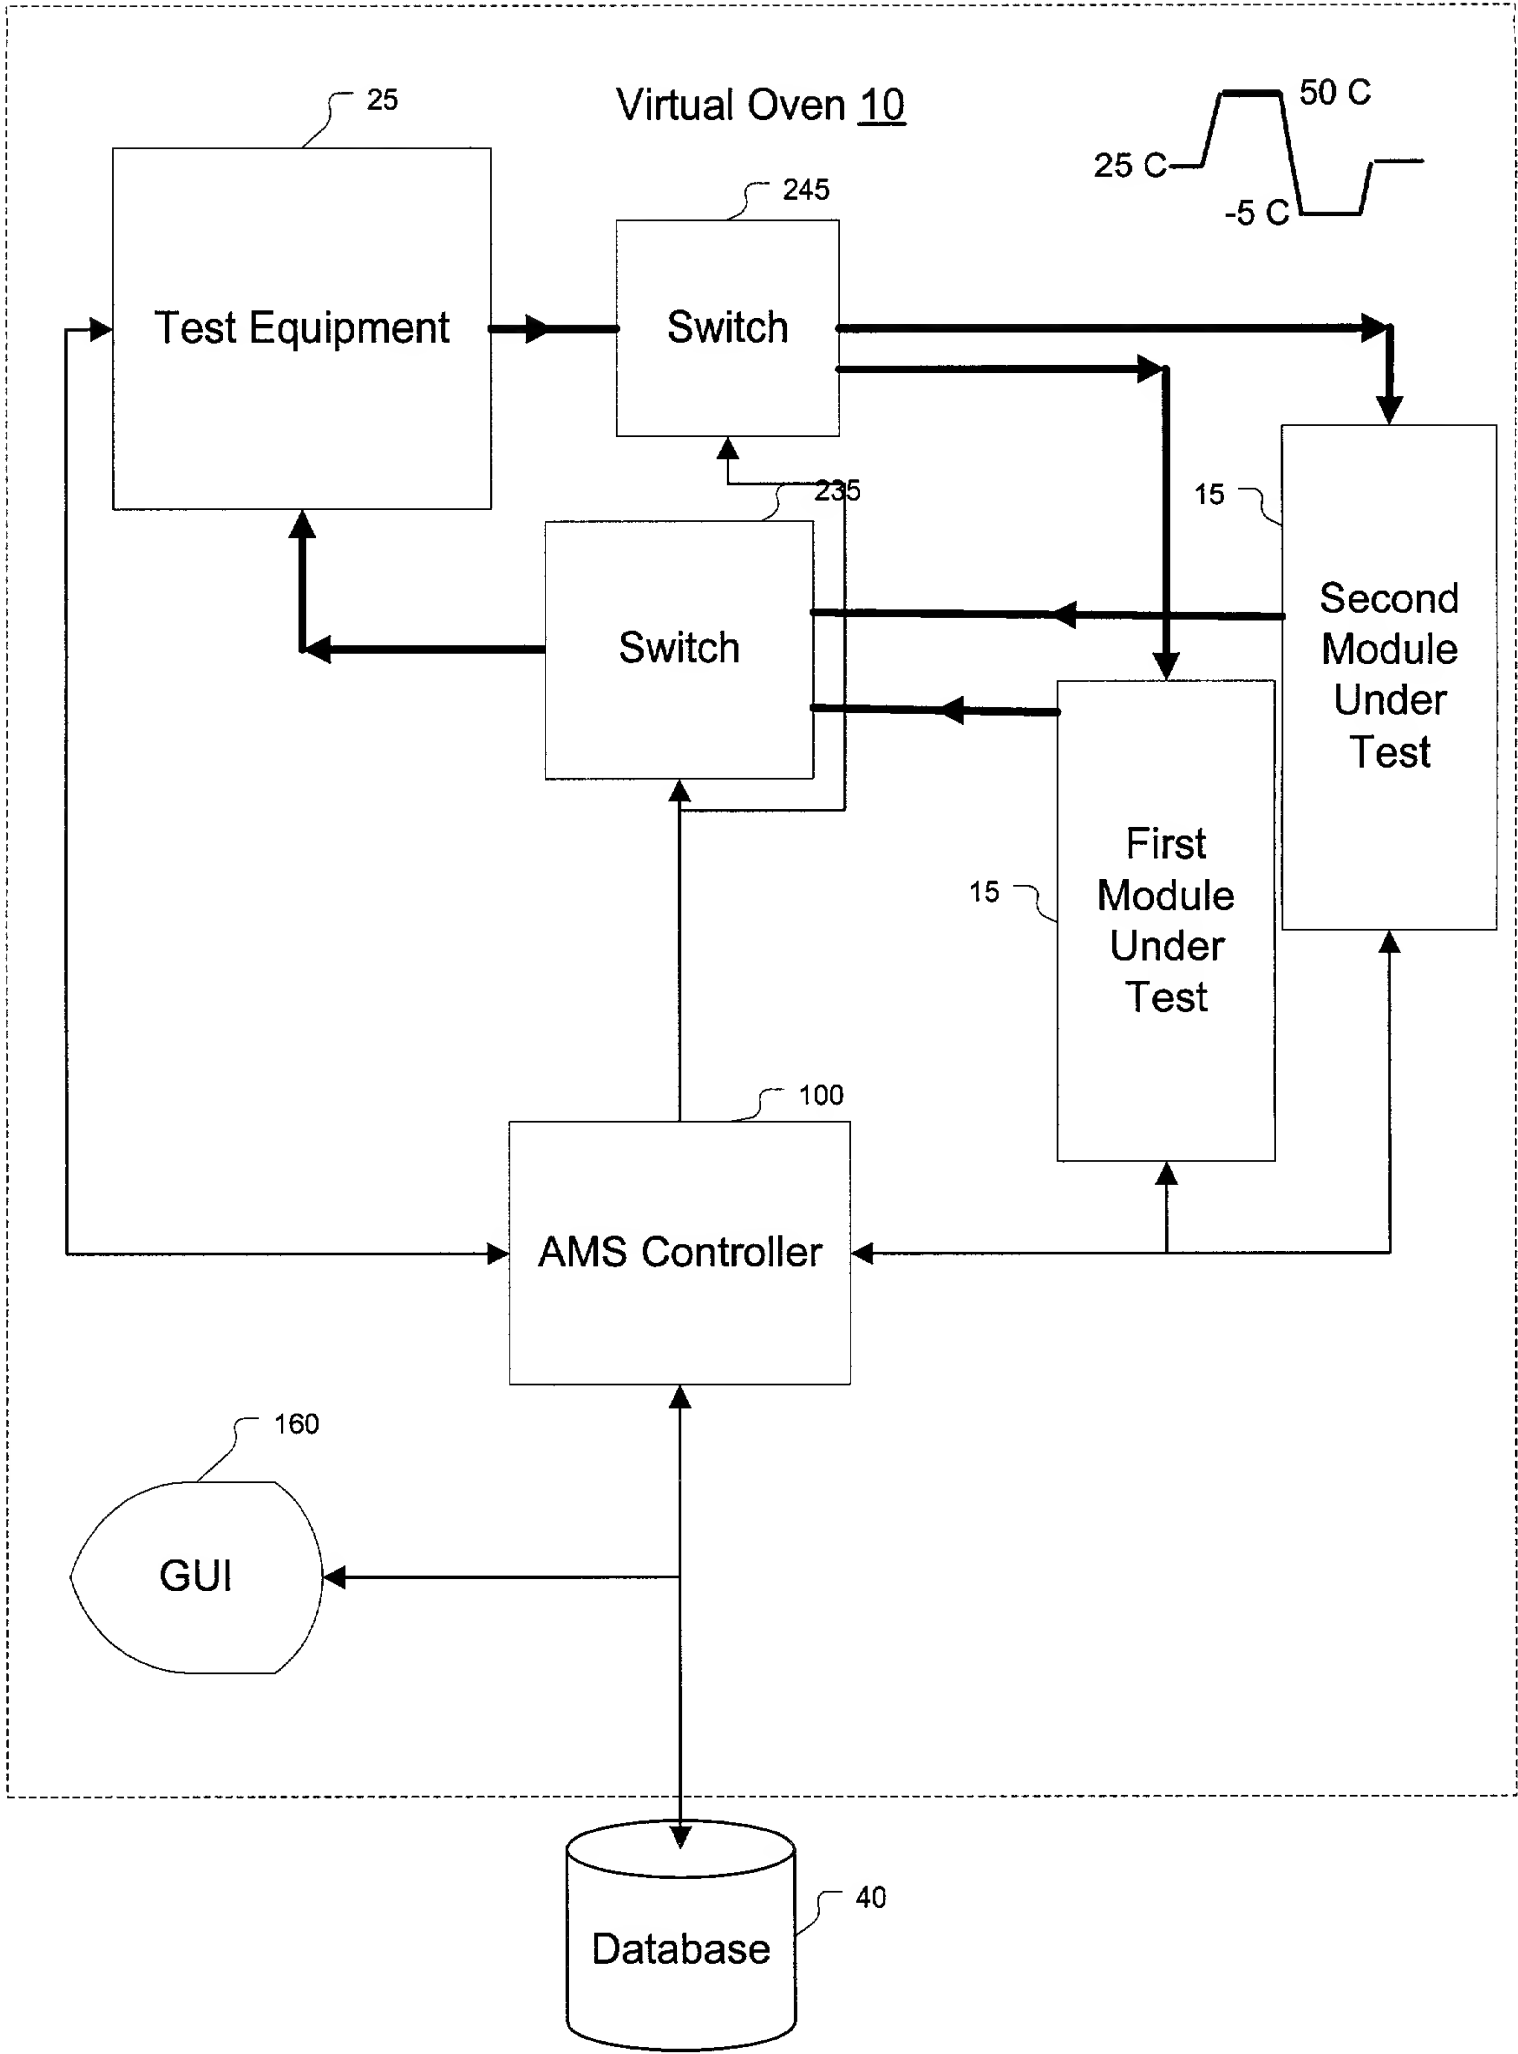 Virtual Oven 10
25
50 C
25 C
-5 C
245
Test Equipment
Switch
235
15
Switch
Second
Module
Under
Test
15
First
Module
Under
Test
100
AMS Controller
160
GUI
40
Database